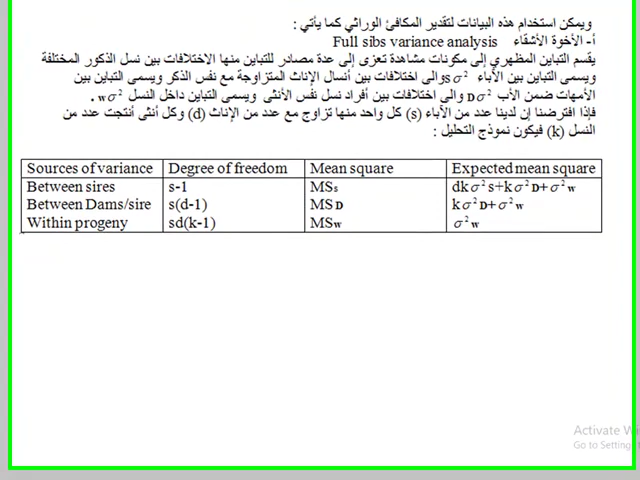 ويمكن استخدام هذه البيانات لتقدير المكافئ الوراثي كما يأتي :
أ- الأخوة الأشقاء Full sibs variance analysis
يقسم التباين المظهري إلى مكونات مشاهدة تعزى إلى عدة مصادر للتباين منها الاختلافات بين نسل الذكور المختلفة
ويسمى التباين بين الأباء σ²s والى اختلافات بين أنسال الإناث المتزاوجة مع نفس الذكر ويسمى التباين بين
الأمهات ضمن الأب σ²D والى اختلافات بين أفراد نسل نفس الأنثى ويسمى التباين داخل النسل σ²w .
فإذا افترضنا إن لدينا عدد من الأباء (s) كل واحد منها تزاوج مع عدد من الإناث (d) وكل أنثى أنتجت عدد من
النسل (k) فيكون نموذج التحليل :
Sources of variance Degree of freedom Mean square Expected mean square
Between sires s-1 MSs dkσ²s+kσ²D+σ²w
Between Dams/sire s(d-1) MSD kσ²D+σ²w
Within progeny sd(k-1) MSw σ²w
Activate Wi
Go to Setting